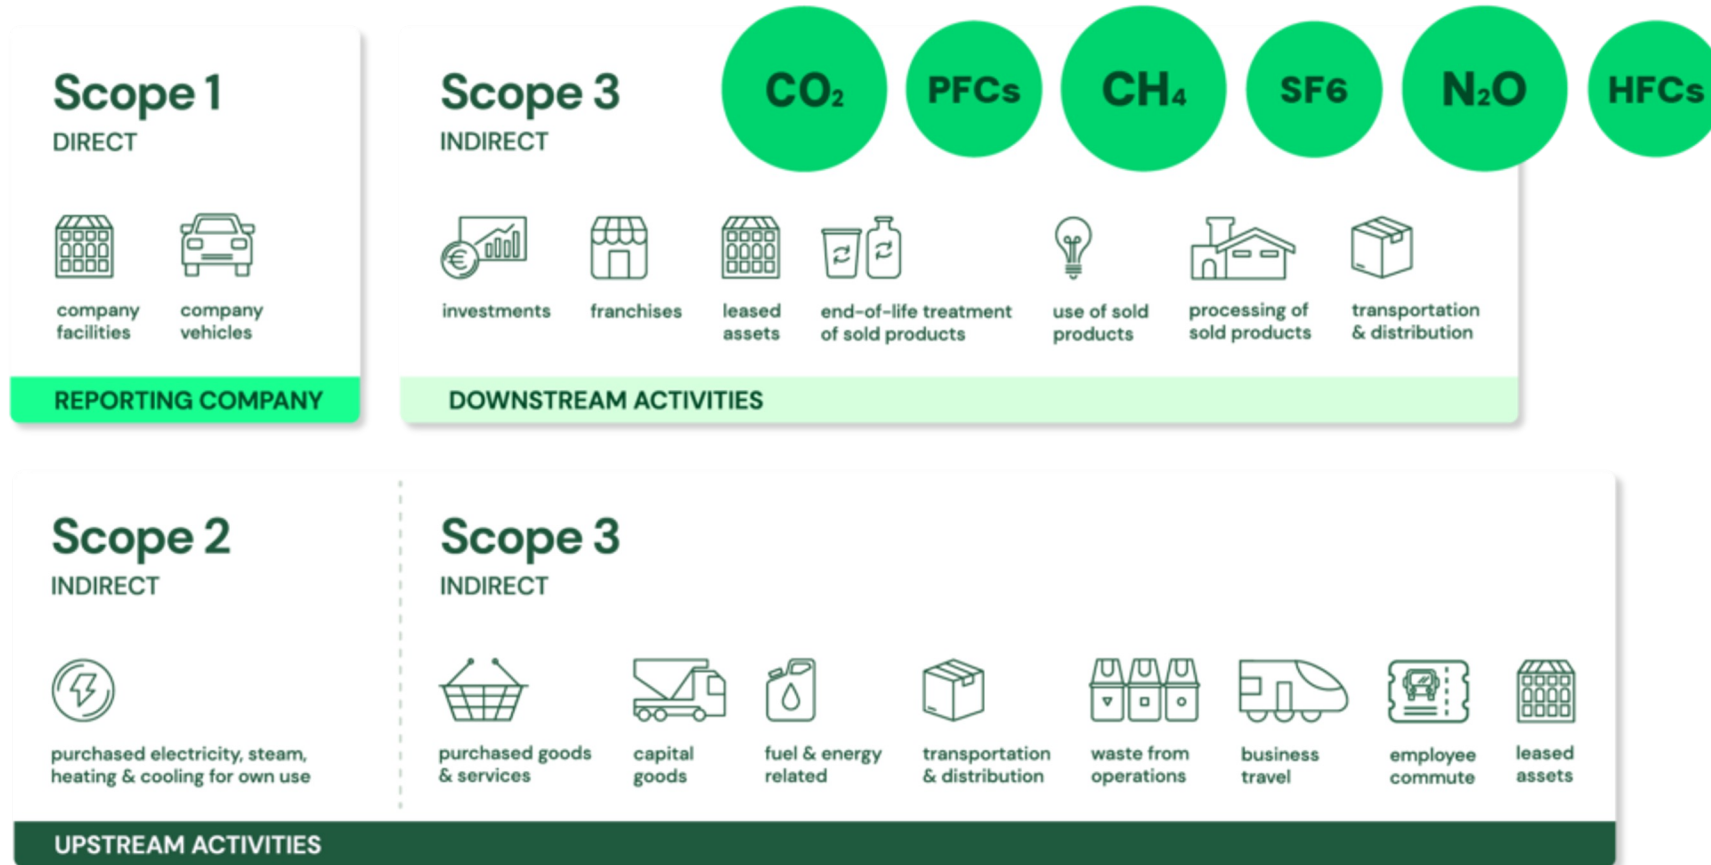 Scope 1
DIRECT
company
facilities
company
vehicles
REPORTING COMPANY
Scope 3
INDIRECT
CO₂
PFCs
CH₄
SF6
N₂O
HFCs
€
investments
franchises
leased
assets
end-of-life treatment
of sold products
use of sold
products
processing of
sold products
transportation
& distribution
DOWNSTREAM ACTIVITIES
Scope 2
INDIRECT
purchased electricity, steam,
heating & cooling for own use
Scope 3
INDIRECT
purchased goods
& services
capital
goods
fuel & energy
related
transportation
& distribution
waste from
operations
business
travel
employee
commute
leased
assets
UPSTREAM ACTIVITIES